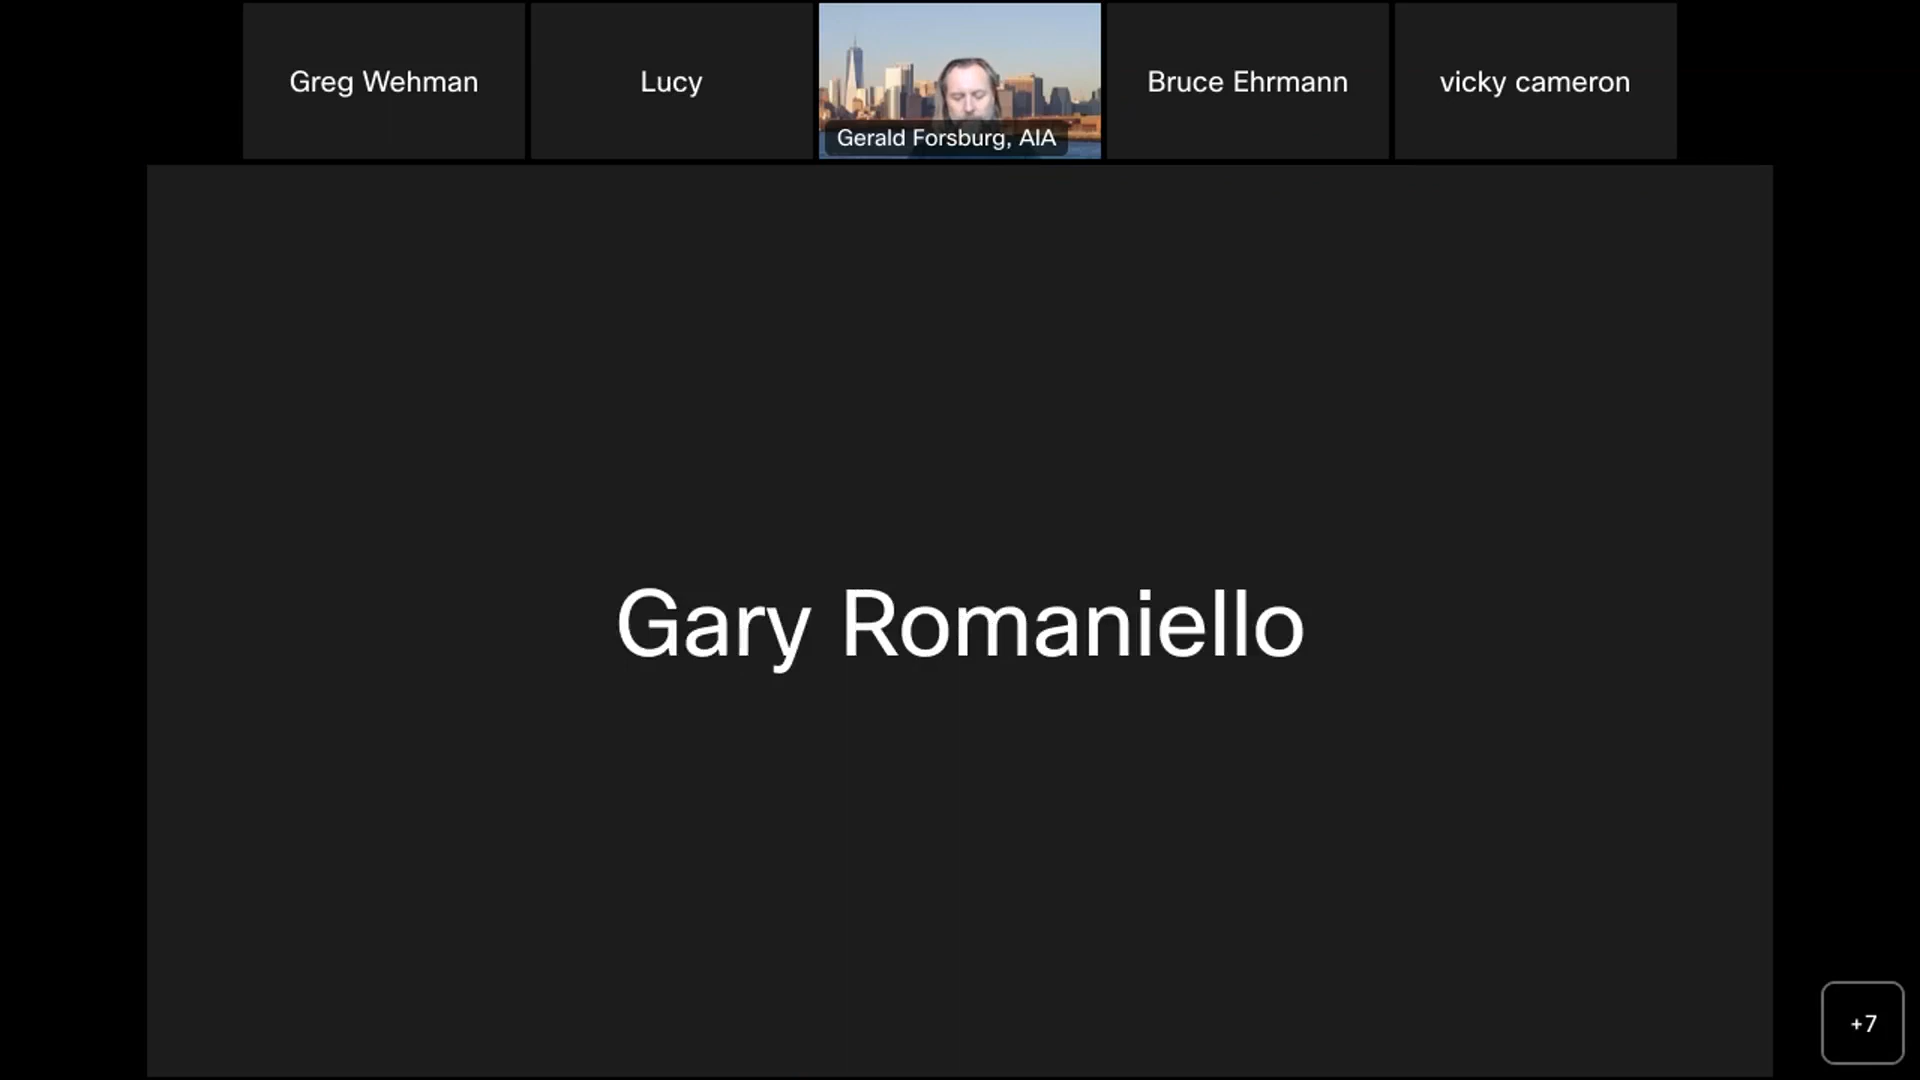 Greg Wehman
Lucy
Gerald Forsburg, AIA
Bruce Ehrmann
vicky cameron
Gary Romaniello
+7